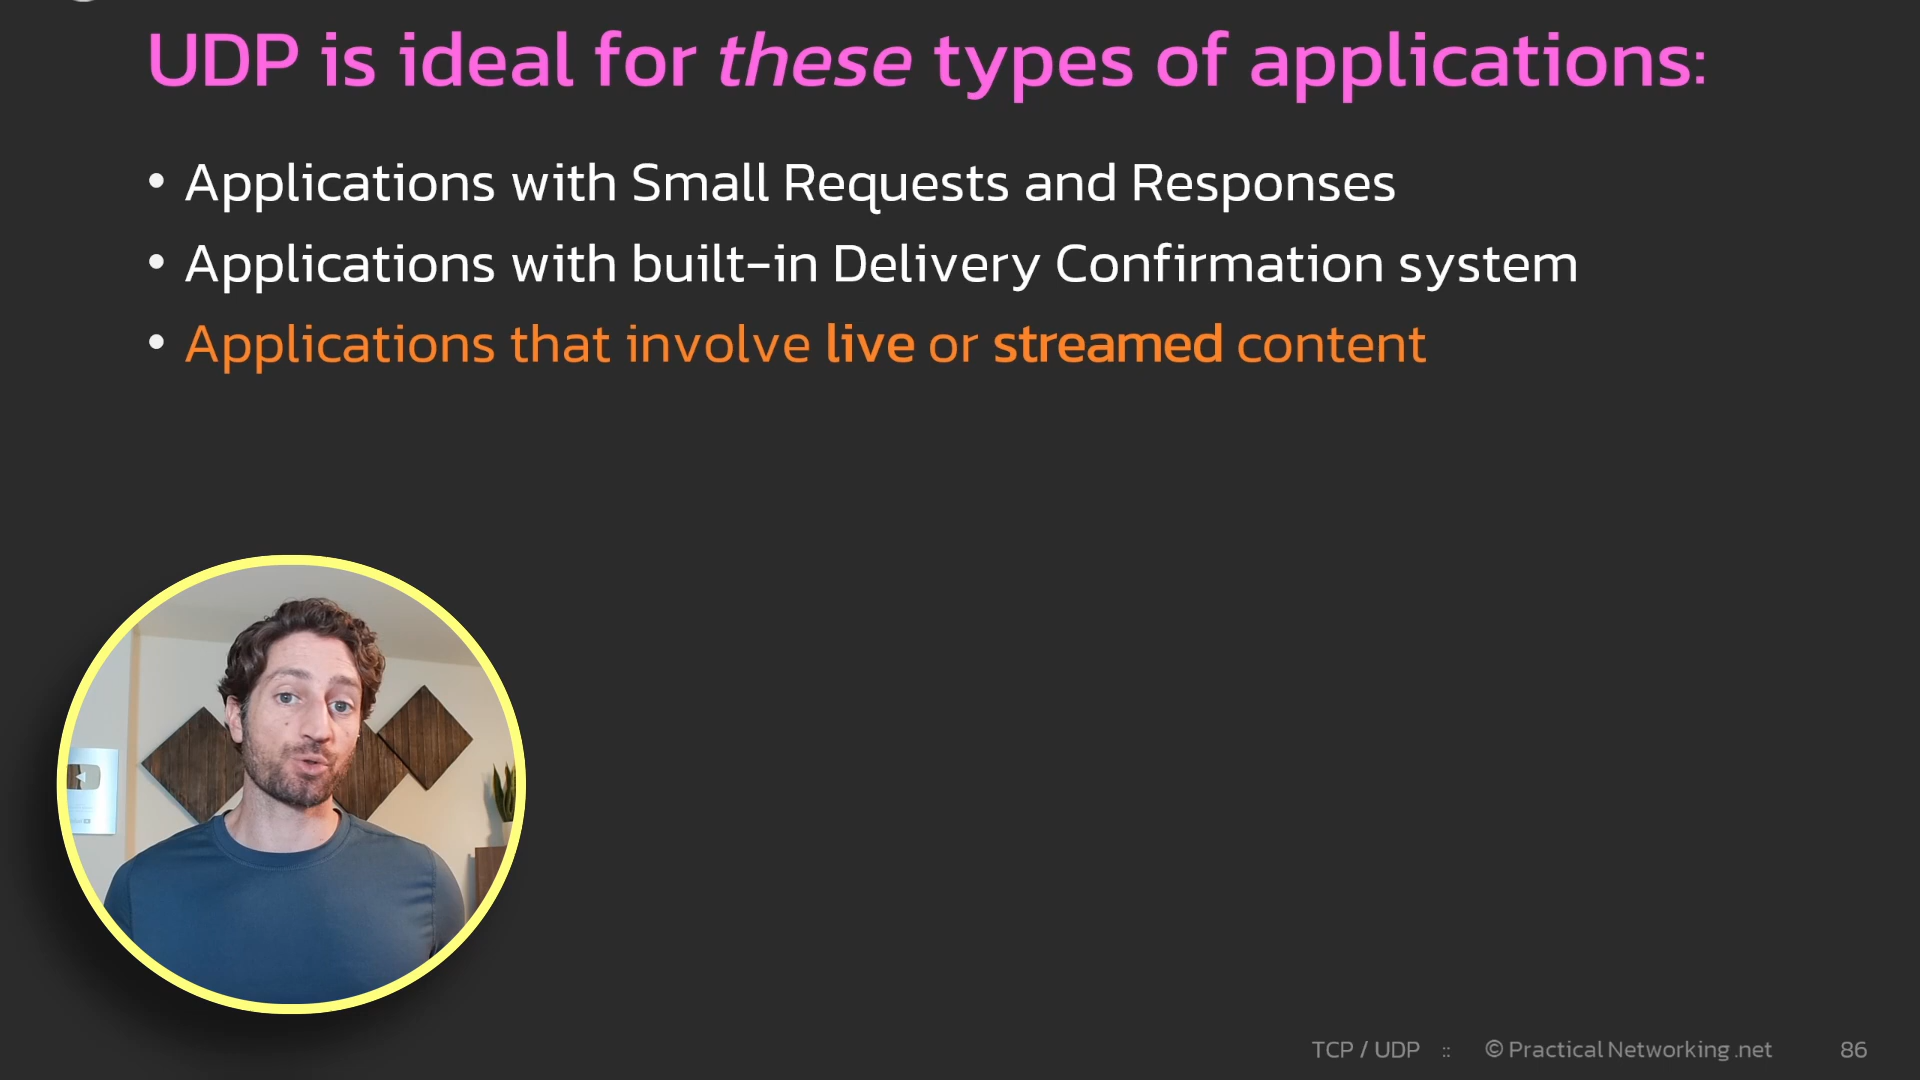 UDP is ideal for these types of applications:
• Applications with Small Requests and Responses
• Applications with built-in Delivery Confirmation system
• Applications that involve live or streamed content
TCP / UDP :: © Practical Networking .net 86